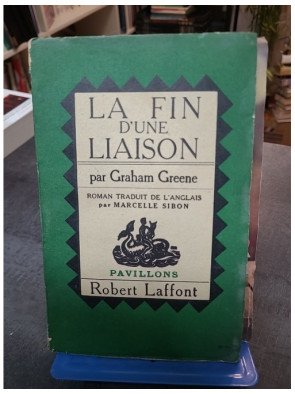 LA FIN
D'UNE
LIAISON
par Graham Greene
ROMAN TRADUIT DE L'ANGLAIS
par MARCELLE SIBON
PAVILLONS
Robert Laffont